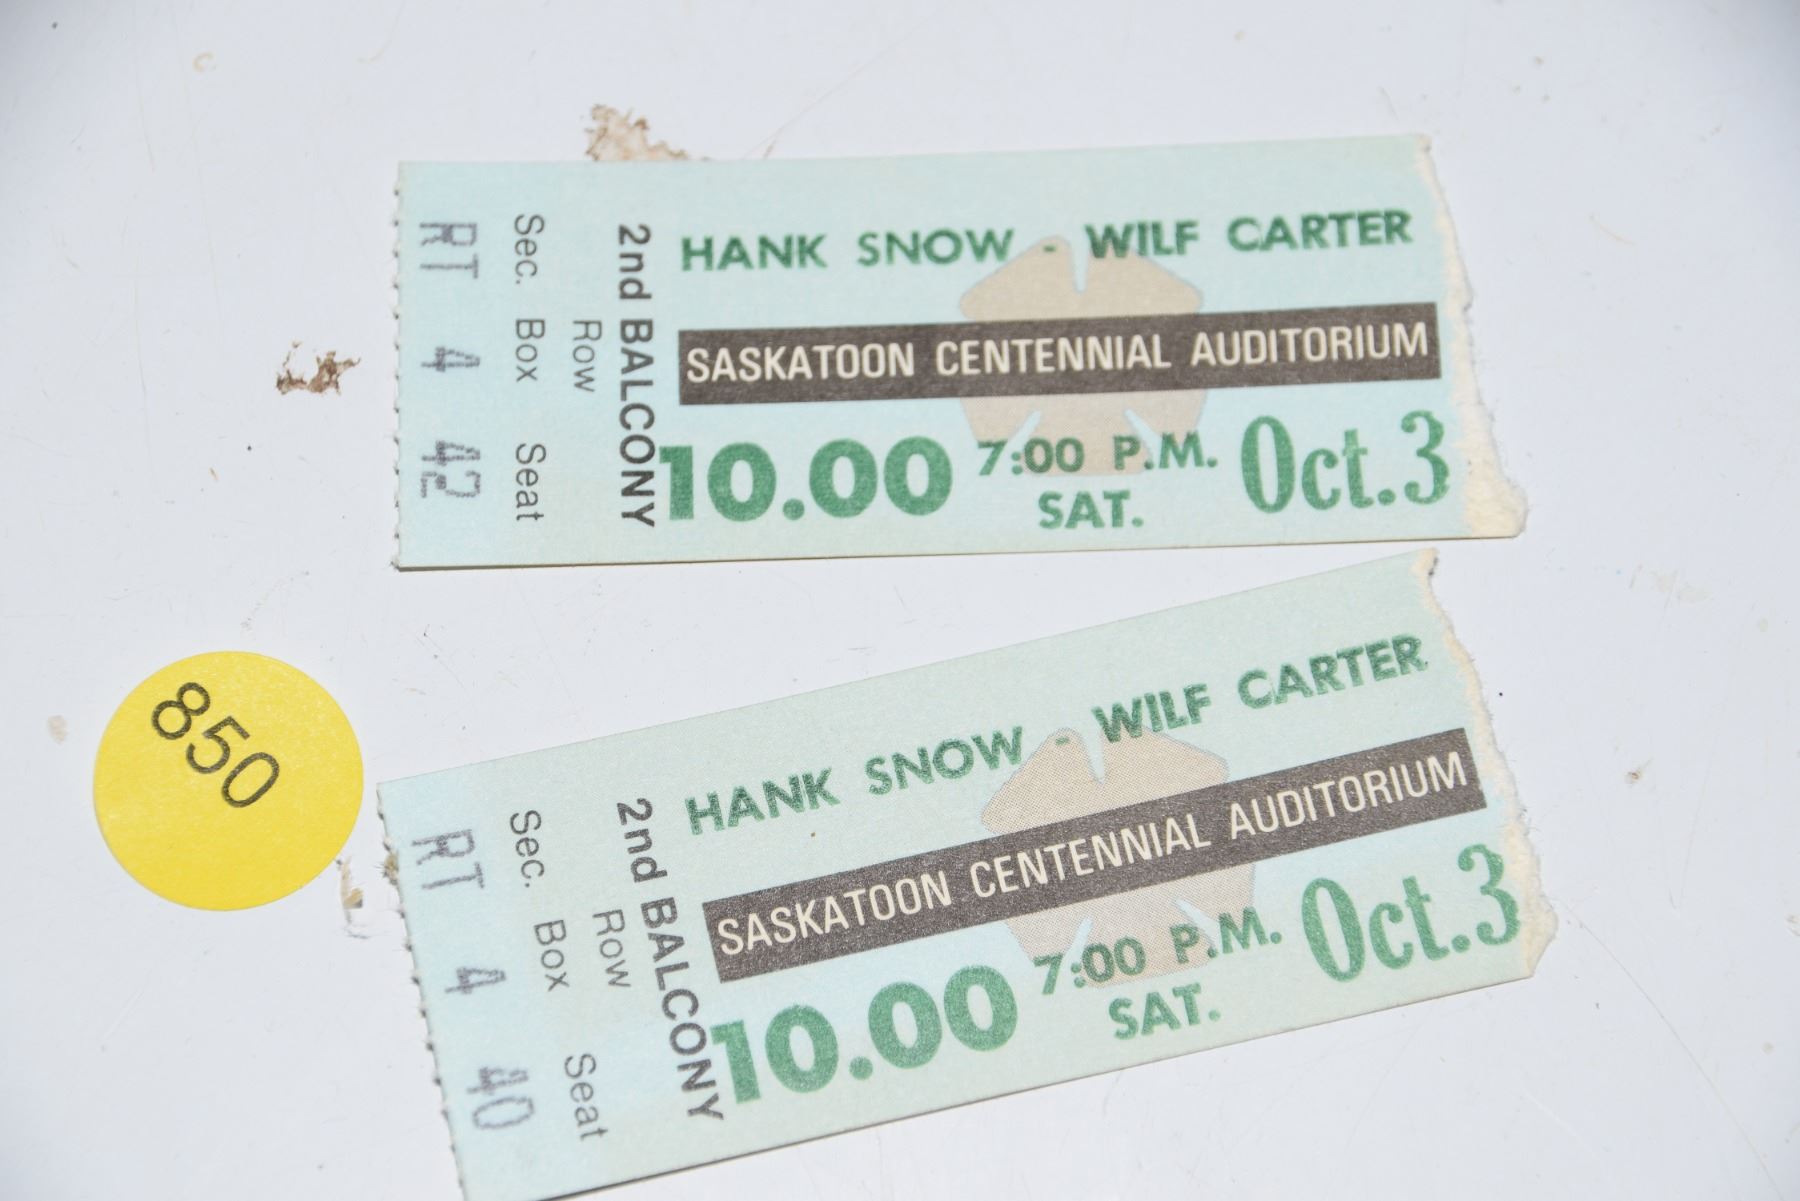 HANK SNOW - WILF CARTER
SASKATOON CENTENNIAL AUDITORIUM
10.00 7:00 P.M. Oct.3
SAT.
2nd BALCONY
Row
Sec. Box Seat
RT 4 42
850
HANK SNOW - WILF CARTER
SASKATOON CENTENNIAL AUDITORIUM
10.00 7:00 P.M. Oct.3
SAT.
2nd BALCONY
Row
Sec. Box Seat
RT 4 40